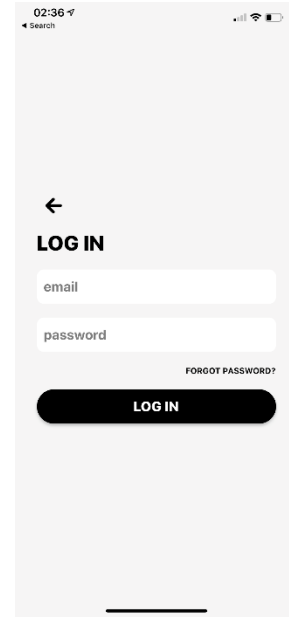 02:36
◀ Search
LOG IN
email
password
FORGOT PASSWORD?
LOG IN